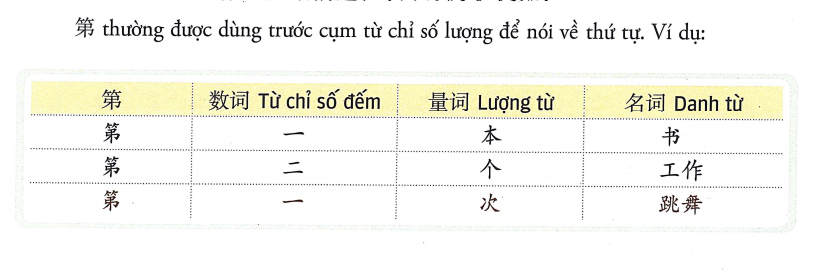 第 thường được dùng trước cụm từ chỉ số lượng để nói về thứ tự. Ví dụ:
第 数词 Từ chỉ số đếm 量词 Lượng từ 名词 Danh từ
第 一 本 书
第 二 个 工作
第 一 次 跳舞